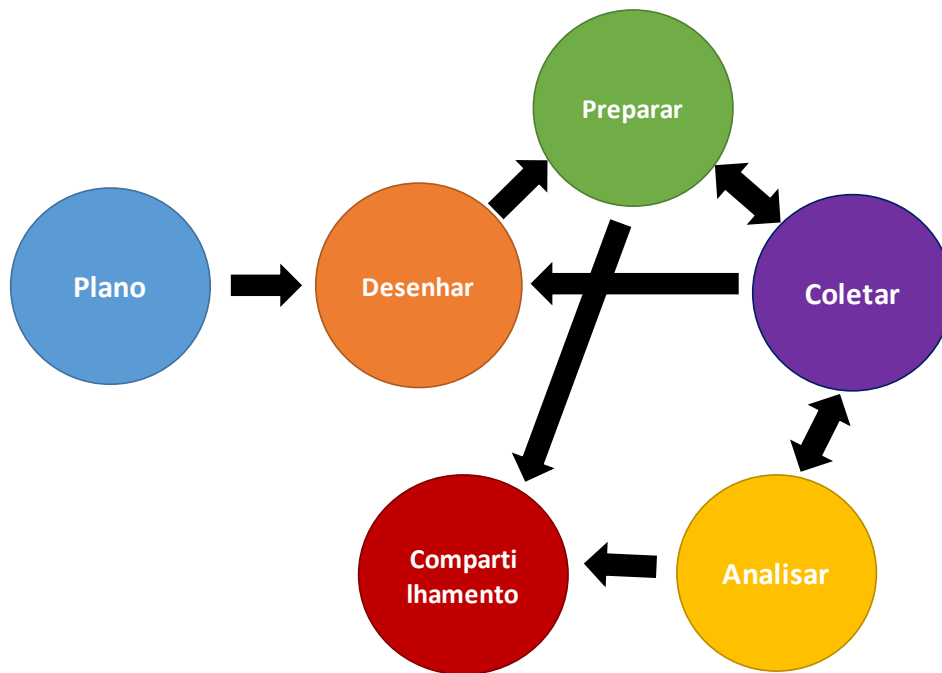 Preparar
Plano
Desenhar
Coletar
Comparti
lhamento
Analisar